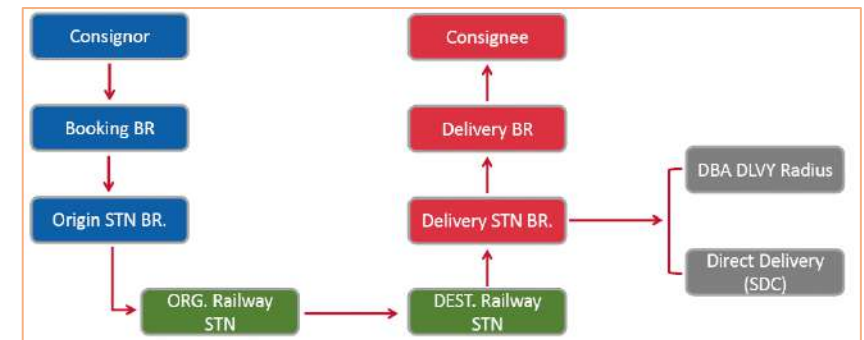 Consignor
Booking BR
Origin STN BR.
ORG. Railway
STN
DEST. Railway
STN
Delivery STN BR.
Delivery BR
Consignee
DBA DLVY Radius
Direct Delivery
(SDC)